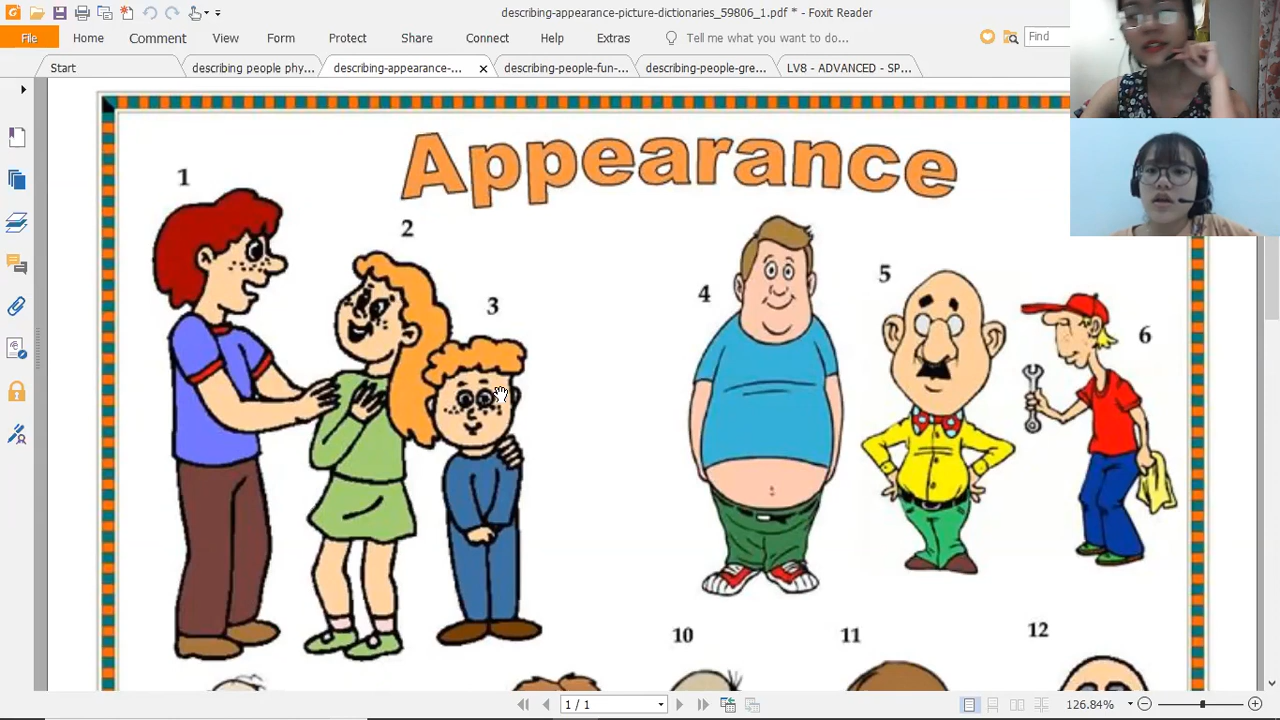 describing-appearance-picture-dictionaries_59606_1.pdf * - Foxit Reader
File Home Comment View Form Protect Share Connect Help Extras Tell me what you want to do... Find
Start describing people phy... describing-appearance-... describing-people-fun-... describing-people-gre... LV8 - ADVANCED - SP...
Appearance
1
2
3
4
5
6
10
11
12
1 / 1
126.84%